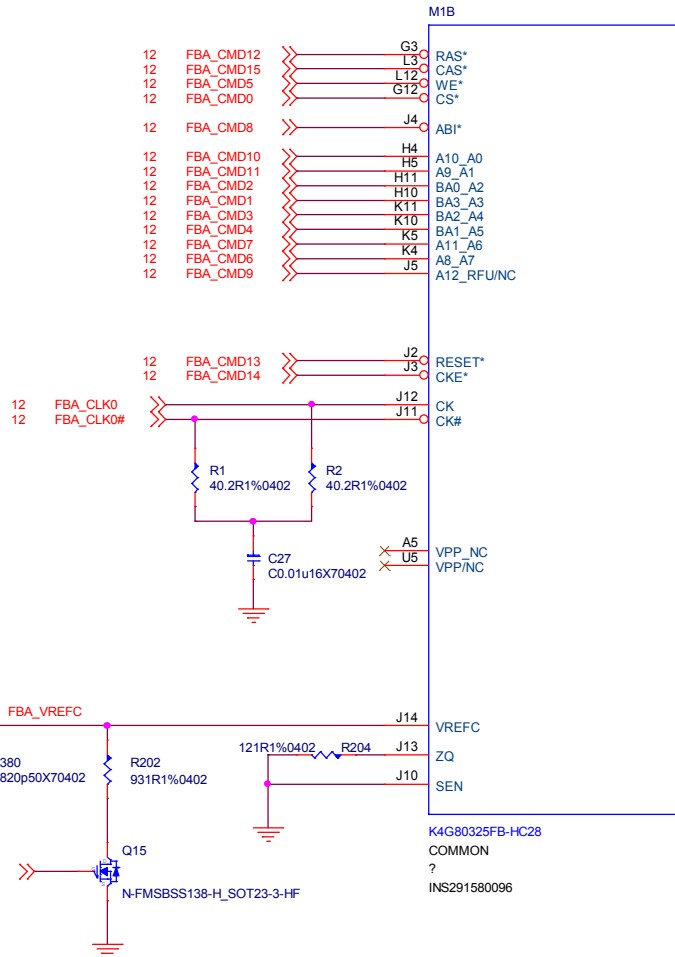 M1B
12 FBA_CMD12 G3 RAS*
12 FBA_CMD15 L3 CAS*
12 FBA_CMD5 L12 WE*
12 FBA_CMD0 G12 CS*
12 FBA_CMD8 J4 ABI*
12 FBA_CMD10 H4 A10_A0
12 FBA_CMD11 H5 A9_A1
12 FBA_CMD2 H11 BA0_A2
12 FBA_CMD1 H10 BA3_A3
12 FBA_CMD3 K11 BA2_A4
12 FBA_CMD4 K10 BA1_A5
12 FBA_CMD7 K5 A11_A6
12 FBA_CMD6 K4 A8_A7
12 FBA_CMD9 J5 A12_RFU/NC
12 FBA_CMD13 J2 RESET*
12 FBA_CMD14 J3 CKE*
12 FBA_CLK0 J12 CK
12 FBA_CLK0# J11 CK#
R1 R2
40.2R1%0402 40.2R1%0402
A5 VPP_NC
U5 VPP/NC
C27
C0.01u16X70402
FBA_VREFC J14 VREFC
121R1%0402 R204 J13 ZQ
380 R202
820p50X70402 931R1%0402
J10 SEN
K4G80325FB-HC28
COMMON
?
INS291580096
Q15
N-FMSBSS138-H_SOT23-3-HF